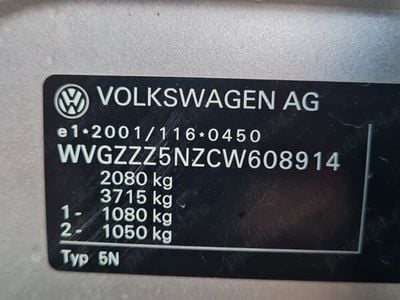 VOLKSWAGEN AG
e1*2001/116*0450
WVGZZZ5NZCW608914
2080 kg
3715 kg
1- 1080 kg
2- 1050 kg
Typ 5N